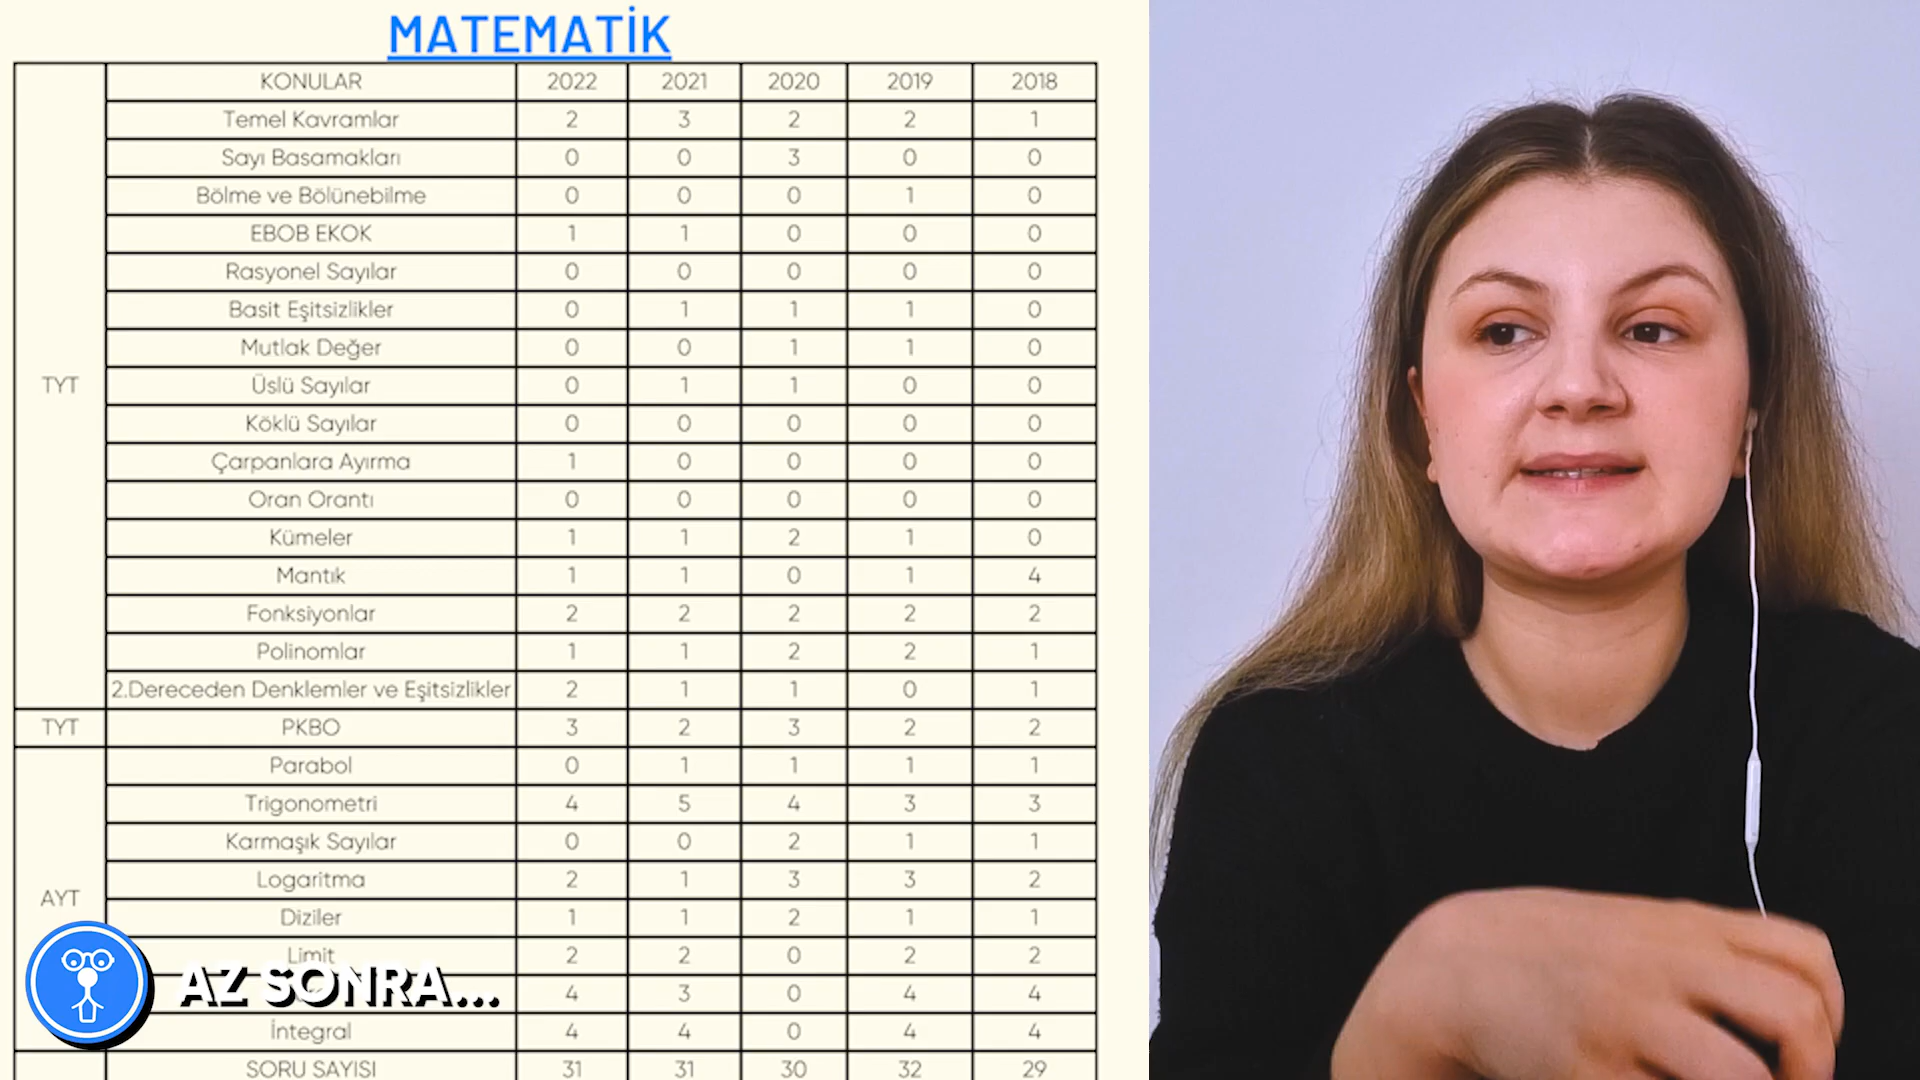 MATEMATİK
KONULAR 2022 2021 2020 2019 2018
Temel Kavramlar 2 3 2 2 1
Sayı Basamakları 0 0 3 0 0
Bölme ve Bölünebilme 0 0 0 1 0
EBOB EKOK 1 1 0 0 0
Rasyonel Sayılar 0 0 0 0 0
Basit Eşitsizlikler 0 1 1 1 0
Mutlak Değer 0 0 1 1 0
TYT Üslü Sayılar 0 1 1 0 0
Köklü Sayılar 0 0 0 0 0
Çarpanlara Ayırma 1 0 0 0 0
Oran Orantı 0 0 0 0 0
Kümeler 1 1 2 1 0
Mantık 1 1 0 1 4
Fonksiyonlar 2 2 2 2 2
Polinomlar 1 1 2 2 1
2.Dereceden Denklemler ve Eşitsizlikler 2 1 1 0 1
TYT PKBO 3 2 3 2 2
Parabol 0 1 1 1 1
Trigonometri 4 5 4 3 3
Karmaşık Sayılar 0 0 2 1 1
Logaritma 2 1 3 3 2
AYT
Diziler 1 1 2 1 1
Limit 2 2 0 2 2
AZ SONRA...
4 3 0 4 4
İntegral 4 4 0 4 4
SORU SAYISI 31 31 30 32 29